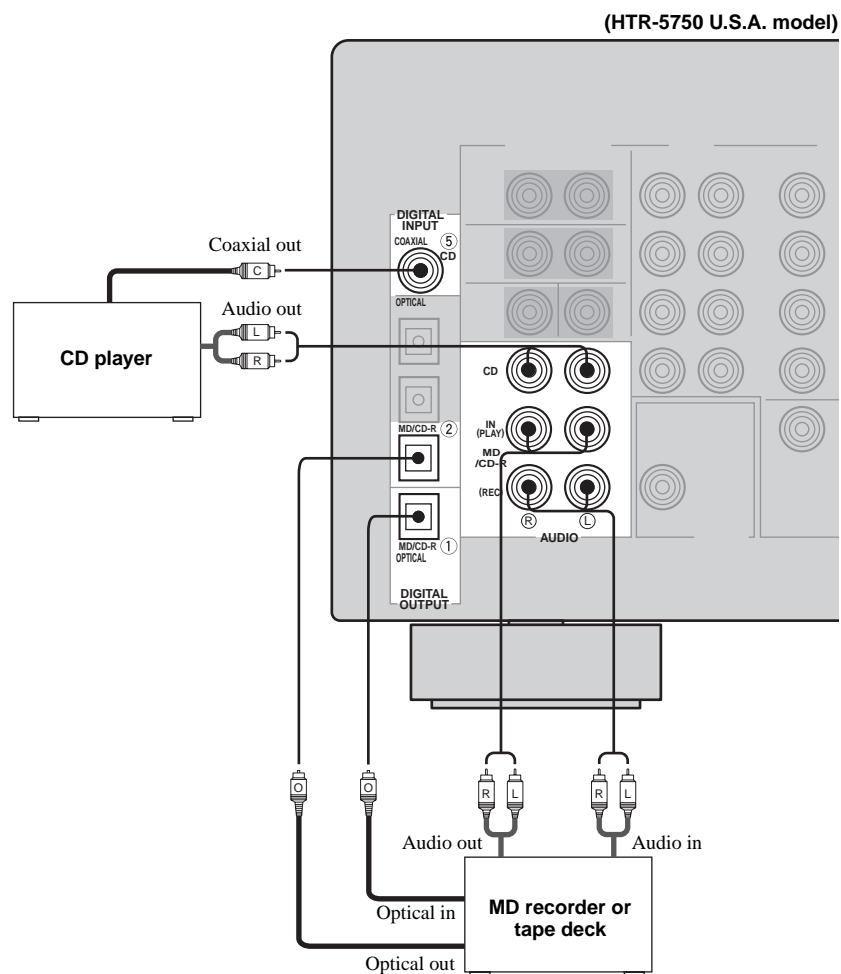 (HTR-5750 U.S.A. model)
DIGITAL
INPUT
COAXIAL
5
CD
OPTICAL
Coaxial out
C
Audio out
L
R
CD player
CD
MD/CD-R 2
IN
(PLAY)
MD
/CD-R
(REC)
R
L
AUDIO
MD/CD-R 1
OPTICAL
DIGITAL
OUTPUT
O
O
R
L
R
L
Audio out
Audio in
Optical in
MD recorder or
tape deck
Optical out